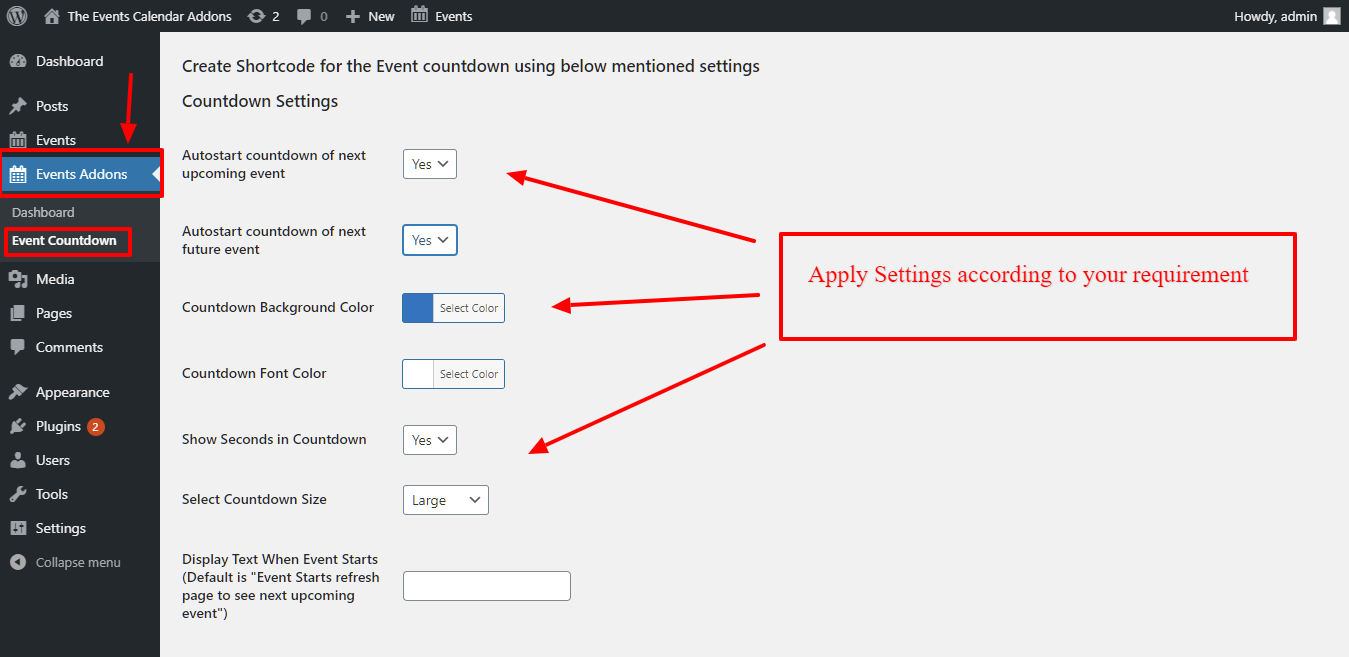 The Events Calendar Addons 2 0 New Events Howdy, admin
Dashboard
Posts
Events
Events Addons
Dashboard
Event Countdown
Media
Pages
Comments
Appearance
Plugins 2
Users
Tools
Settings
Collapse menu
Create Shortcode for the Event countdown using below mentioned settings
Countdown Settings
Autostart countdown of next
upcoming event
Yes
Autostart countdown of next
future event
Yes
Countdown Background Color
Select Color
Countdown Font Color
Select Color
Show Seconds in Countdown
Yes
Select Countdown Size
Large
Display Text When Event Starts
(Default is "Event Starts refresh
page to see next upcoming
event")
Apply Settings according to your requirement